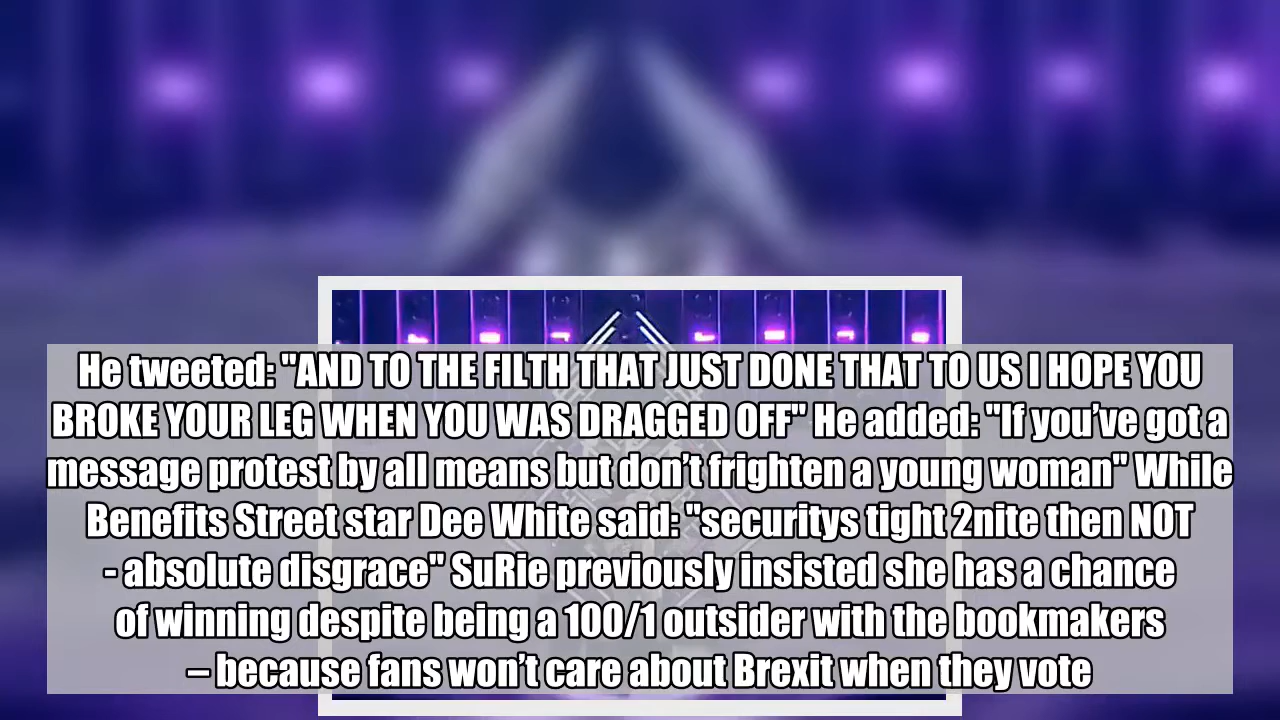 He tweeted: "AND TO THE FILTH THAT JUST DONE THAT TO US I HOPE YOU
BROKE YOUR LEG WHEN YOU WAS DRAGGED OFF" He added: "If you’ve got a
message protest by all means but don’t frighten a young woman" While
Benefits Street star Dee White said: "securitys tight 2nite then NOT
- absolute disgrace" SuRie previously insisted she has a chance
of winning despite being a 100/1 outsider with the bookmakers
– because fans won’t care about Brexit when they vote